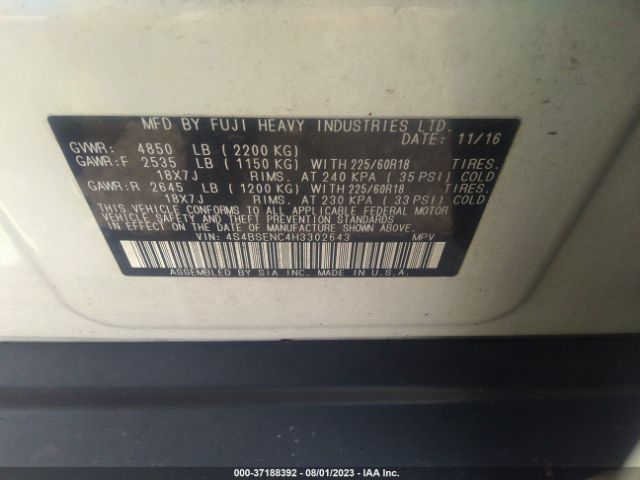 MFD BY FUJI HEAVY INDUSTRIES LTD.
DATE: 11/16
GVWR: 4850 LB ( 2200 KG)
GAWR:F 2535 LB ( 1150 KG) WITH 225/60R18 TIRES.
18X7J RIMS. AT 240 KPA ( 35 PSI) COLD
GAWR:R 2645 LB ( 1200 KG) WITH 225/60R18 TIRES.
18X7J RIMS. AT 230 KPA ( 33 PSI) COLD
THIS VEHICLE CONFORMS TO ALL APPLICABLE FEDERAL MOTOR
VEHICLE SAFETY AND THEFT PREVENTION STANDARDS
IN EFFECT ON THE DATE OF MANUFACTURE SHOWN ABOVE.
VIN: 4S4BSENC4H3302643 MPV
ASSEMBLED BY SIA INC. MADE IN U.S.A.
000-37188392 - 08/01/2023 - IAA Inc.